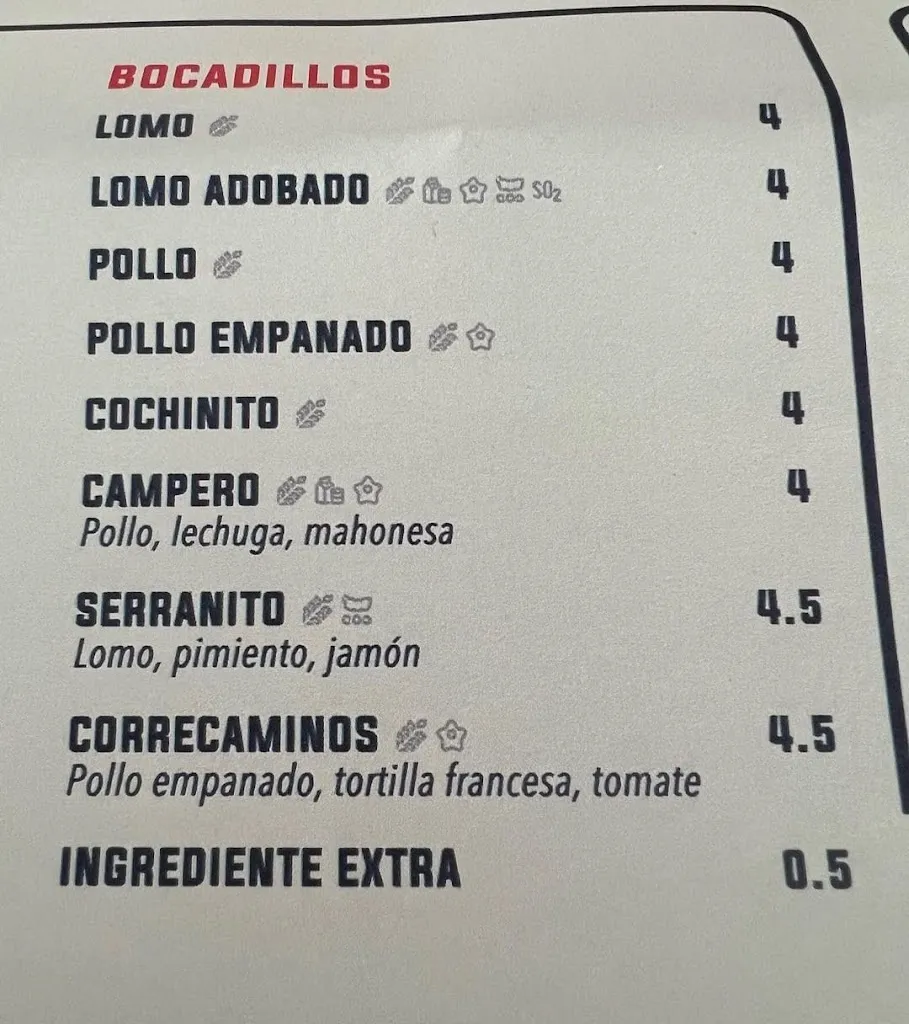 BOCADILLOS
LOMO 4
LOMO ADOBADO SO₂ 4
POLLO 4
POLLO EMPANADO 4
COCHINITO 4
CAMPERO 4
Pollo, lechuga, mahonesa
SERRANITO 4.5
Lomo, pimiento, jamón
CORRECAMINOS 4.5
Pollo empanado, tortilla francesa, tomate
INGREDIENTE EXTRA 0.5